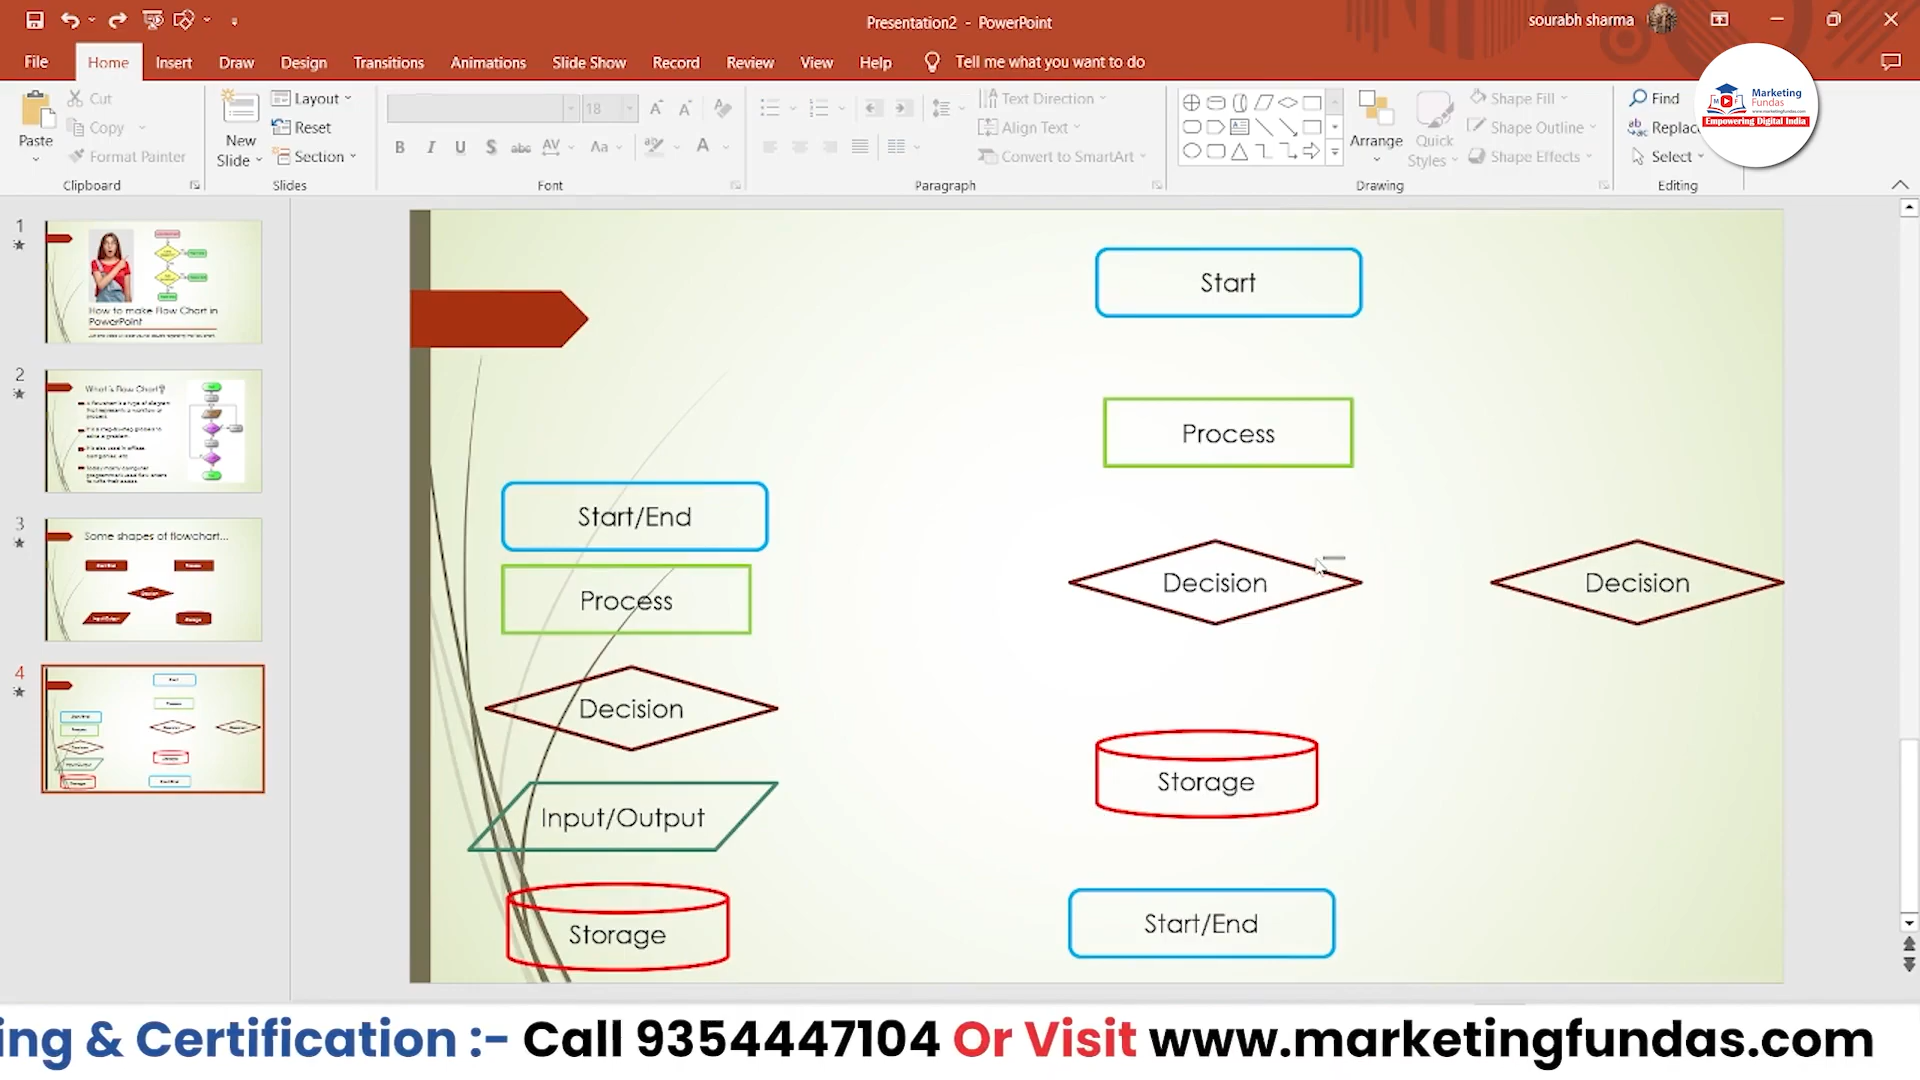 Presentation2 - PowerPoint
sourabh sharma
File
Home
Insert
Draw
Design
Transitions
Animations
Slide Show
Record
Review
View
Help
Tell me what you want to do
Paste
Cut
Copy
Format Painter
Clipboard
New
Slide
Layout
Reset
Section
Slides
18
B I U S abc AV Aa A
Font
Text Direction
Align Text
Convert to SmartArt
Paragraph
Arrange
Quick
Styles
Shape Fill
Shape Outline
Shape Effects
Drawing
Find
Replac
Select
Editing
Marketing
Fundas
www.marketingfundas.com
Empowering Digital India
1
How to make Flow Chart in
PowerPoint
2
What is Flow Chart?
3
Some shapes of flowchart...
4
Start
Process
Decision
Decision
Storage
Start/End
Start/End
Process
Decision
Input/Output
Storage
ing & Certification :- Call 9354447104 Or Visit www.marketingfundas.com